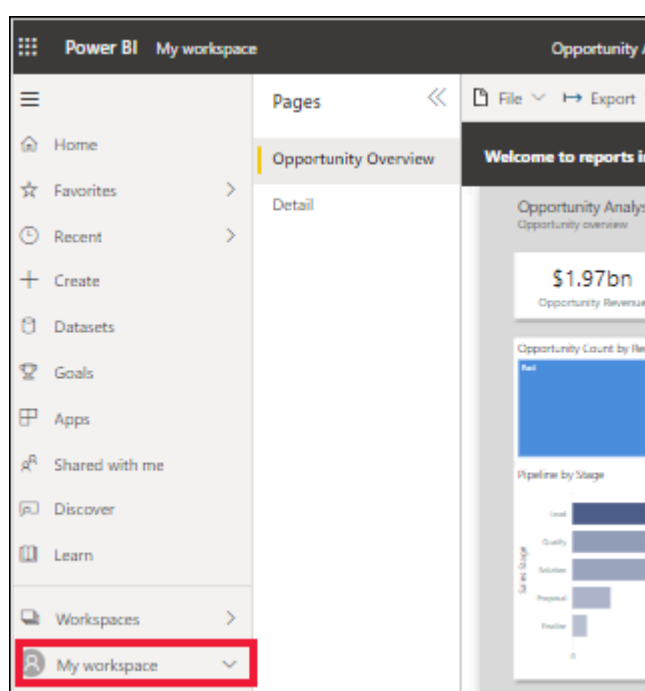 Power BI My workspace Opportunity
Home
Favorites
Recent
Create
Datasets
Goals
Apps
Shared with me
Discover
Learn
Workspaces
My workspace
Pages
Opportunity Overview
Detail
File Export
Welcome to reports
Opportunity Analys
Opportunity overview
$1.97bn
Opportunity Revenue
Opportunity Count by Re
Pipeline by Stage
Sales Stage
Lead
Qualify
Solution
Proposal
Finalize
0